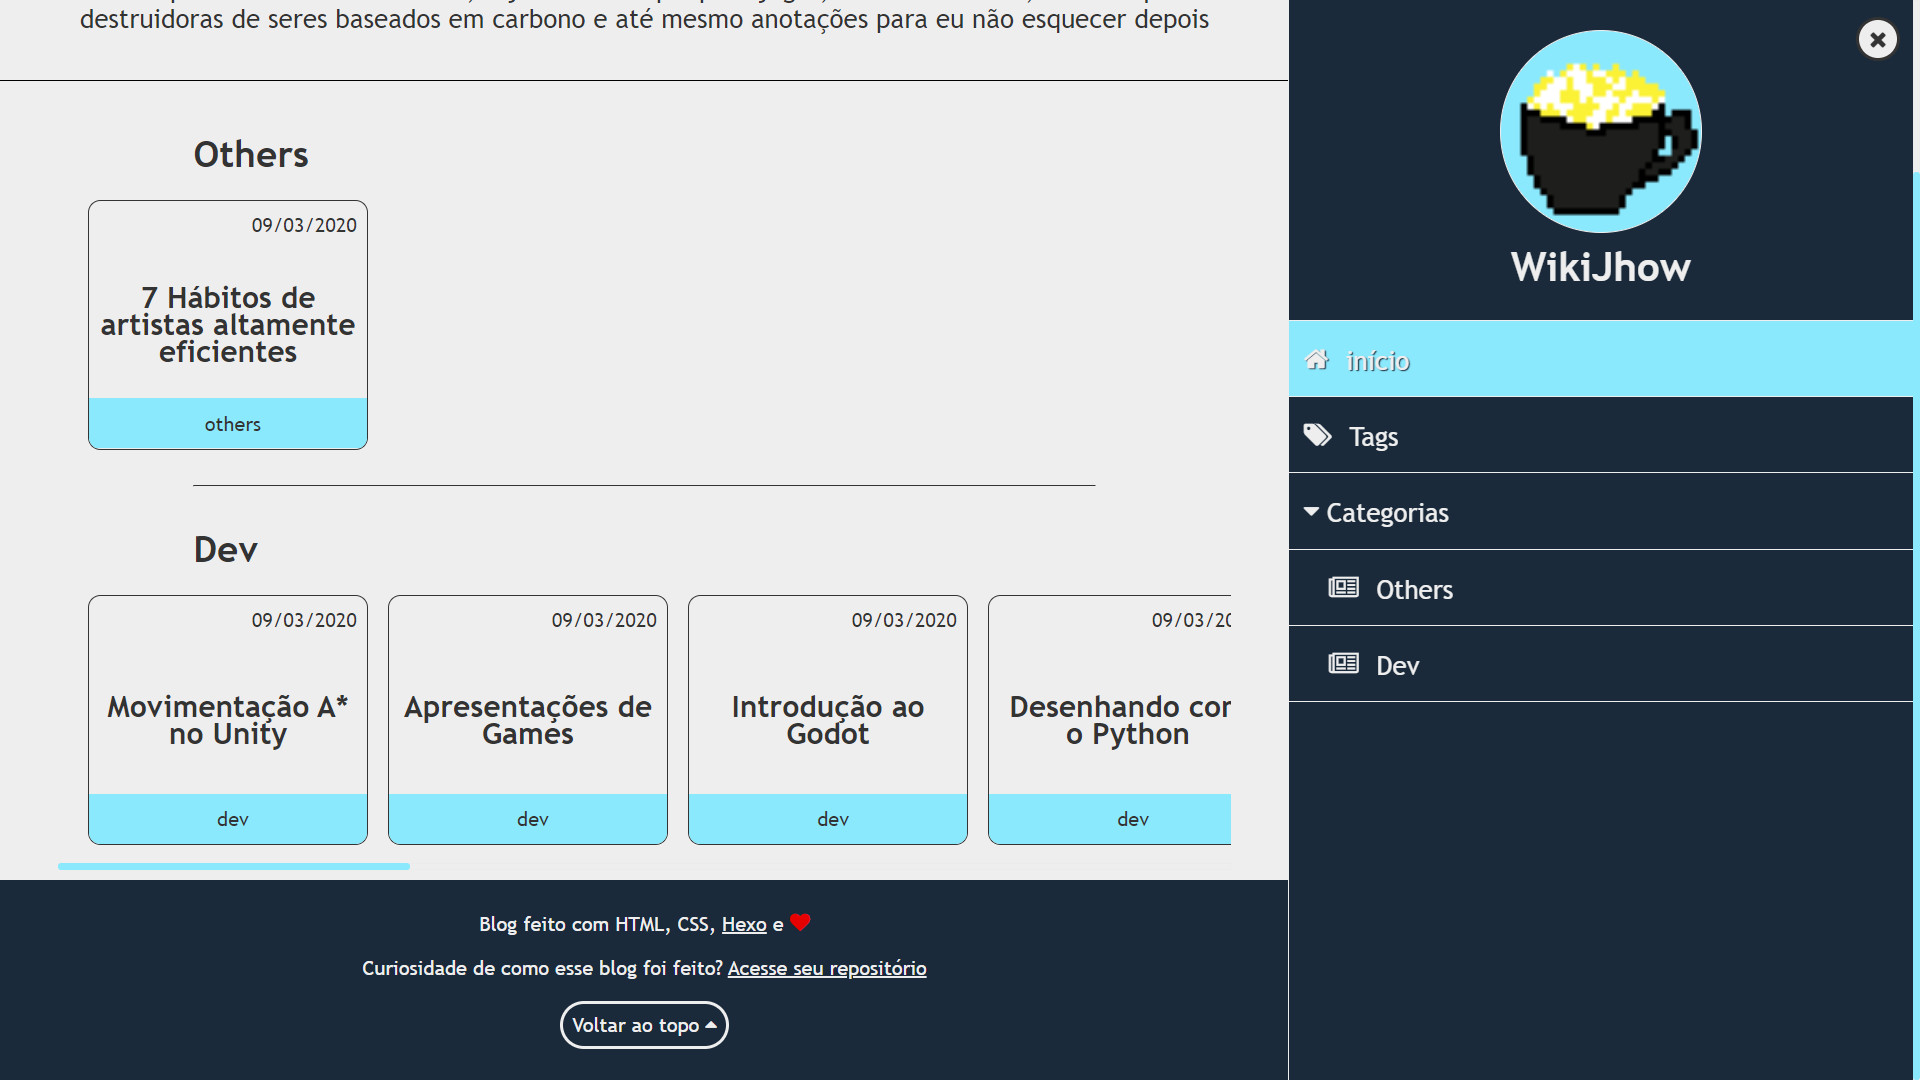 destruidoras de seres baseados em carbono e até mesmo anotações para eu não esquecer depois
Others
09/03/2020
7 Hábitos de
artistas altamente
eficientes
others
Dev
09/03/2020
Movimentação A*
no Unity
dev
09/03/2020
Apresentações de
Games
dev
09/03/2020
Introdução ao
Godot
dev
09/03/20
Desenhando
o Python
dev
Blog feito com HTML, CSS, Hexo e
Curiosidade de como esse blog foi feito? Acesse seu repositório
Voltar ao topo
WikiJhow
início
Tags
Categorias
Others
Dev